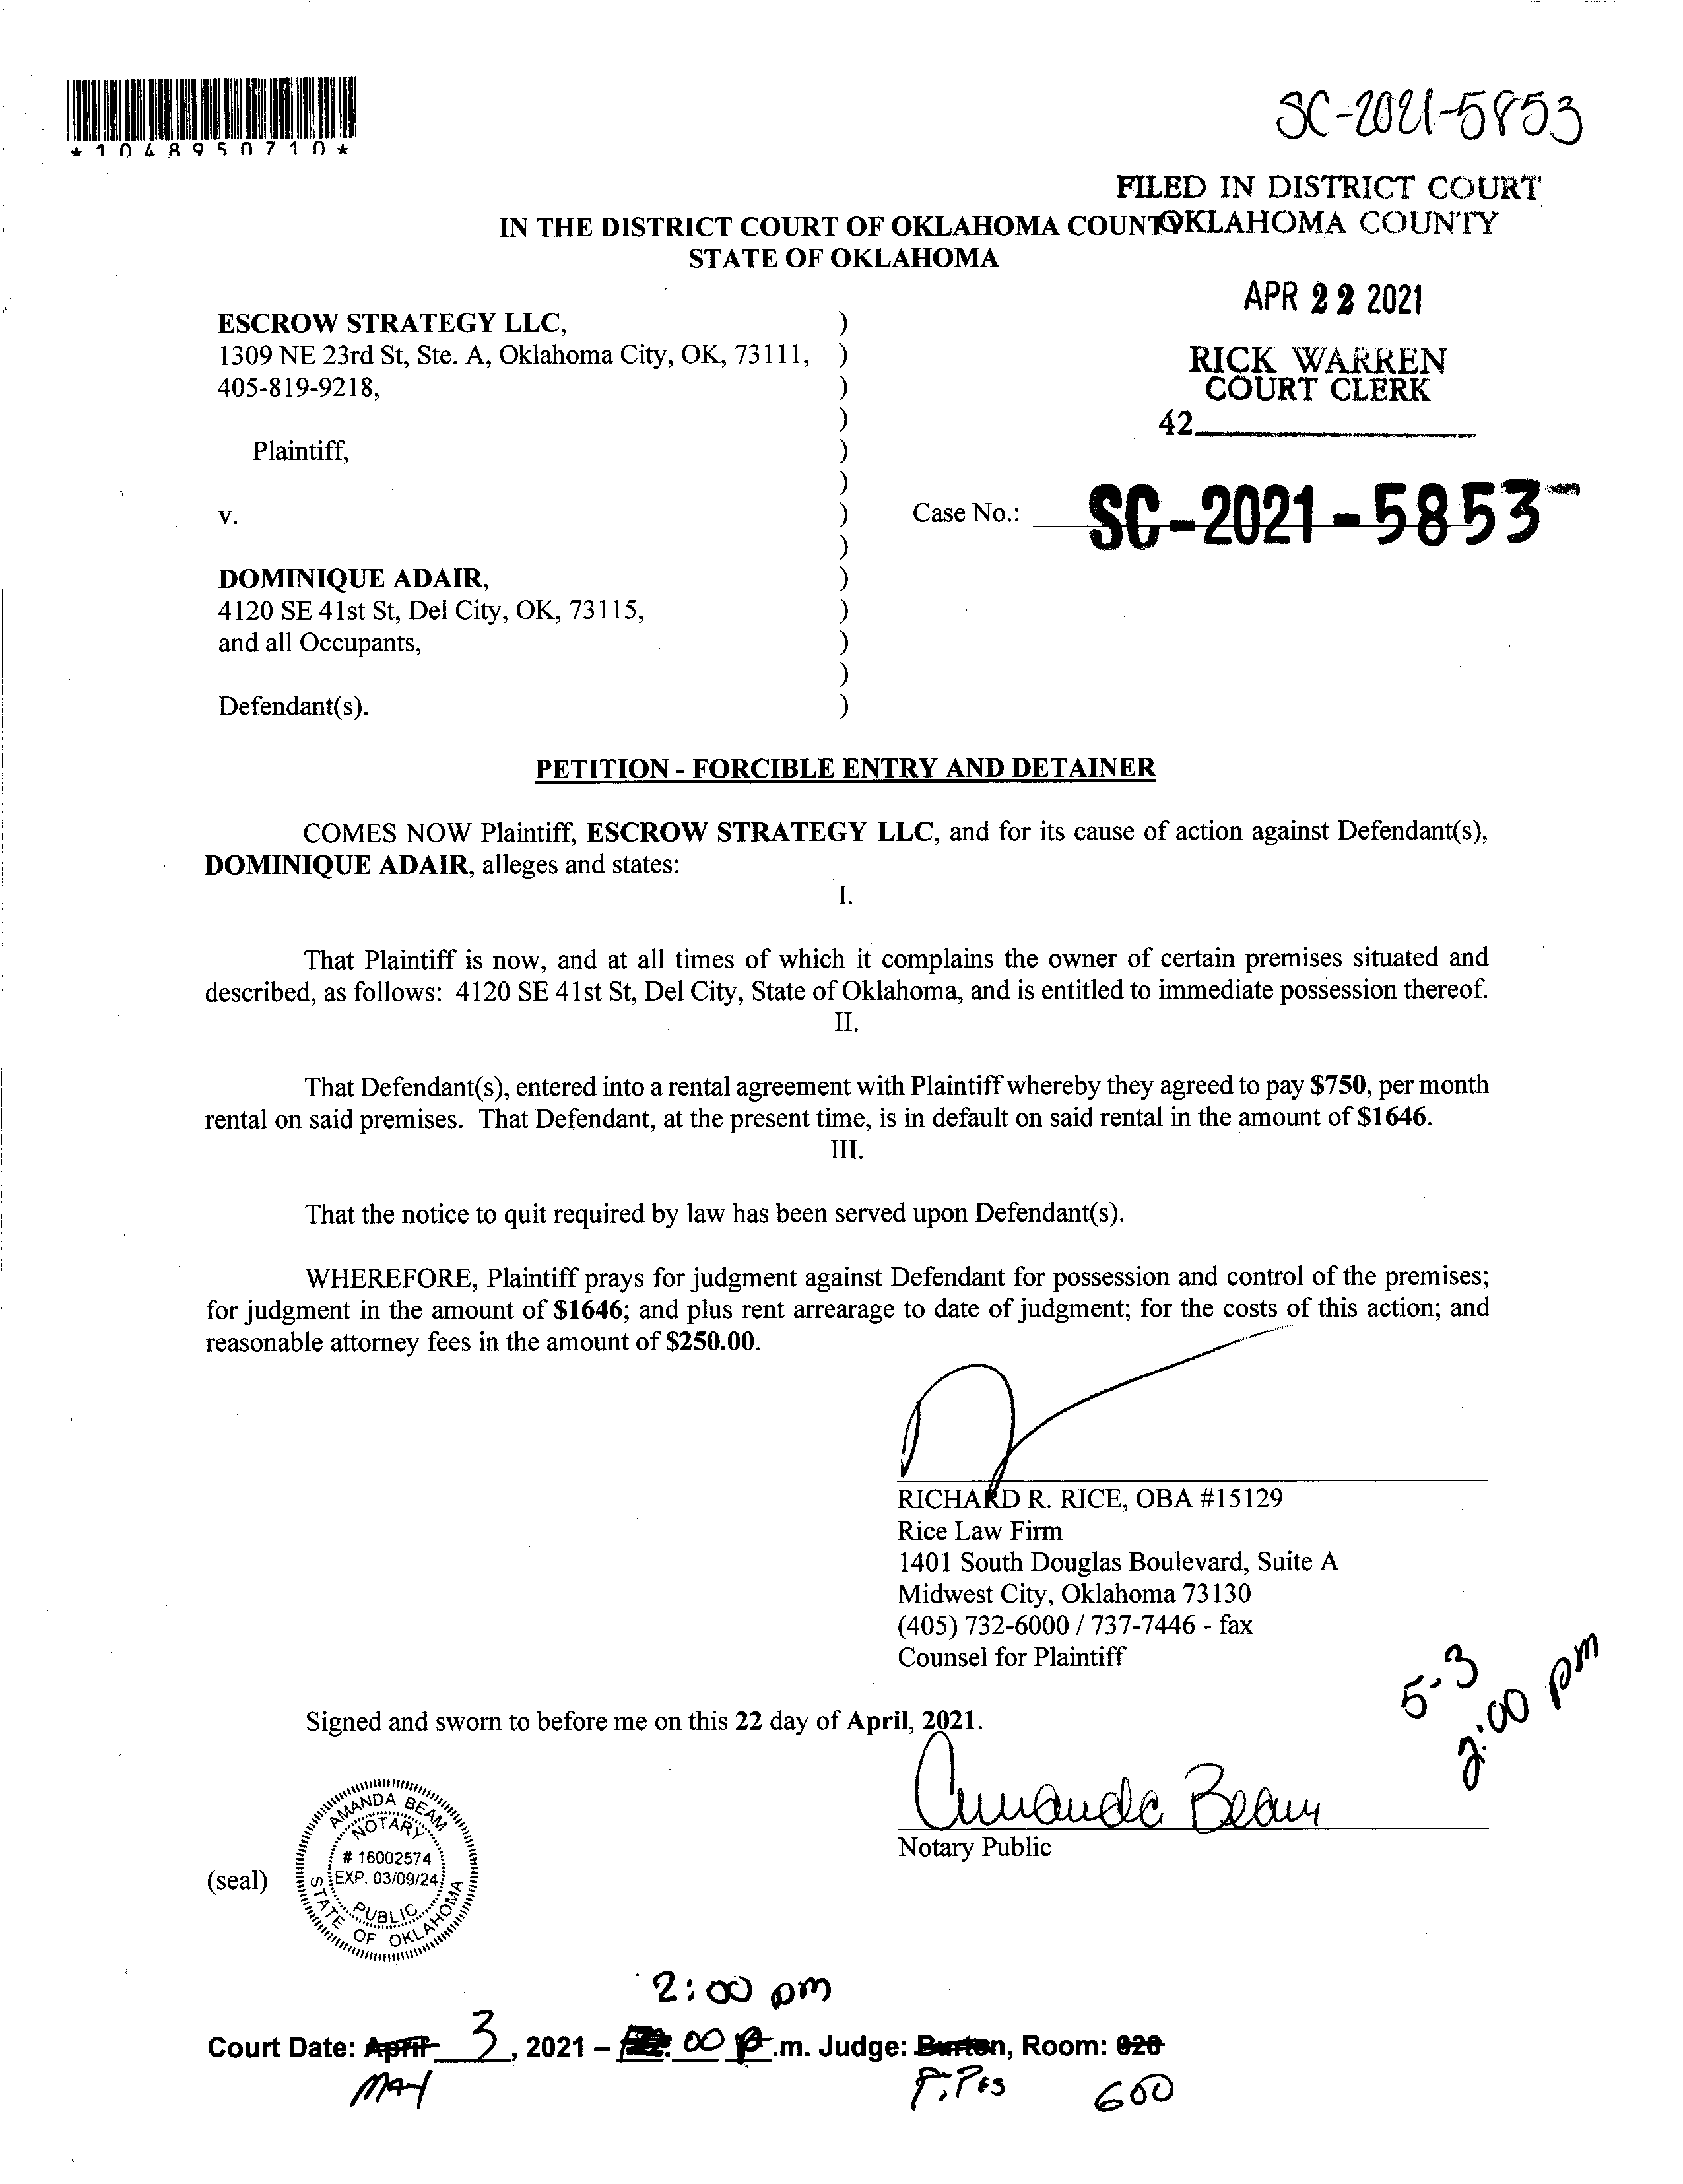 *1048950710*
SC-2021-5853
FILED IN DISTRICT COURT
OKLAHOMA COUNTY
IN THE DISTRICT COURT OF OKLAHOMA COUNTY
STATE OF OKLAHOMA
APR 22 2021
RICK WARREN
COURT CLERK
42
ESCROW STRATEGY LLC, )
1309 NE 23rd St, Ste. A, Oklahoma City, OK, 73111, )
405-819-9218, )
)
Plaintiff, )
)
v. ) Case No.: SC-2021-5853
)
DOMINIQUE ADAIR, )
4120 SE 41st St, Del City, OK, 73115, )
and all Occupants, )
)
Defendant(s). )
PETITION - FORCIBLE ENTRY AND DETAINER
COMES NOW Plaintiff, ESCROW STRATEGY LLC, and for its cause of action against Defendant(s),
DOMINIQUE ADAIR, alleges and states:
I.
That Plaintiff is now, and at all times of which it complains the owner of certain premises situated and
described, as follows: 4120 SE 41st St, Del City, State of Oklahoma, and is entitled to immediate possession thereof.
II.
That Defendant(s), entered into a rental agreement with Plaintiff whereby they agreed to pay $750, per month
rental on said premises. That Defendant, at the present time, is in default on said rental in the amount of $1646.
III.
That the notice to quit required by law has been served upon Defendant(s).
WHEREFORE, Plaintiff prays for judgment against Defendant for possession and control of the premises;
for judgment in the amount of $1646; and plus rent arrearage to date of judgment; for the costs of this action; and
reasonable attorney fees in the amount of $250.00.
RICHARD R. RICE, OBA #15129
Rice Law Firm
1401 South Douglas Boulevard, Suite A
Midwest City, Oklahoma 73130
(405) 732-6000 / 737-7446 - fax
Counsel for Plaintiff
5-3
2:00 pm
Signed and sworn to before me on this 22 day of April, 2021.
Amanda Beam
Notary Public
(seal)
AMANDA BEAM
NOTARY
# 16002574
EXP. 03/09/24
PUBLIC
STATE OF OKLAHOMA
2:00 pm
Court Date: April 3, 2021 – 00 p.m. Judge: Burton, Room: 620
MAY
600